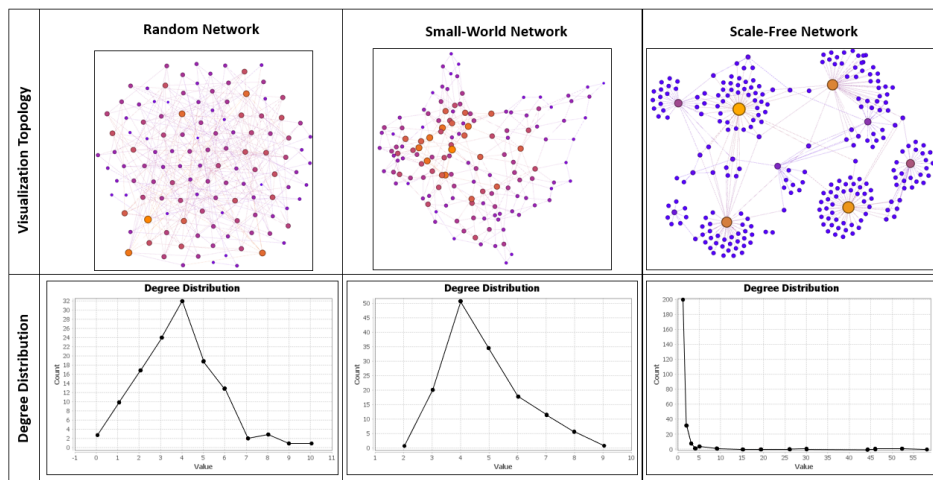 Random Network
Small-World Network
Scale-Free Network
Visualization Topology
Degree Distribution
Degree Distribution
Count
32
30
28
26
24
22
20
18
16
14
12
10
8
6
4
2
0
-1 0 1 2 3 4 5 6 7 8 9 10 11
Value
Degree Distribution
Count
50
45
40
35
30
25
20
15
10
5
0
1 2 3 4 5 6 7 8 9 10
Value
Degree Distribution
Count
200
180
160
140
120
100
80
60
40
20
0
0 5 10 15 20 25 30 35 40 45 50 55
Value